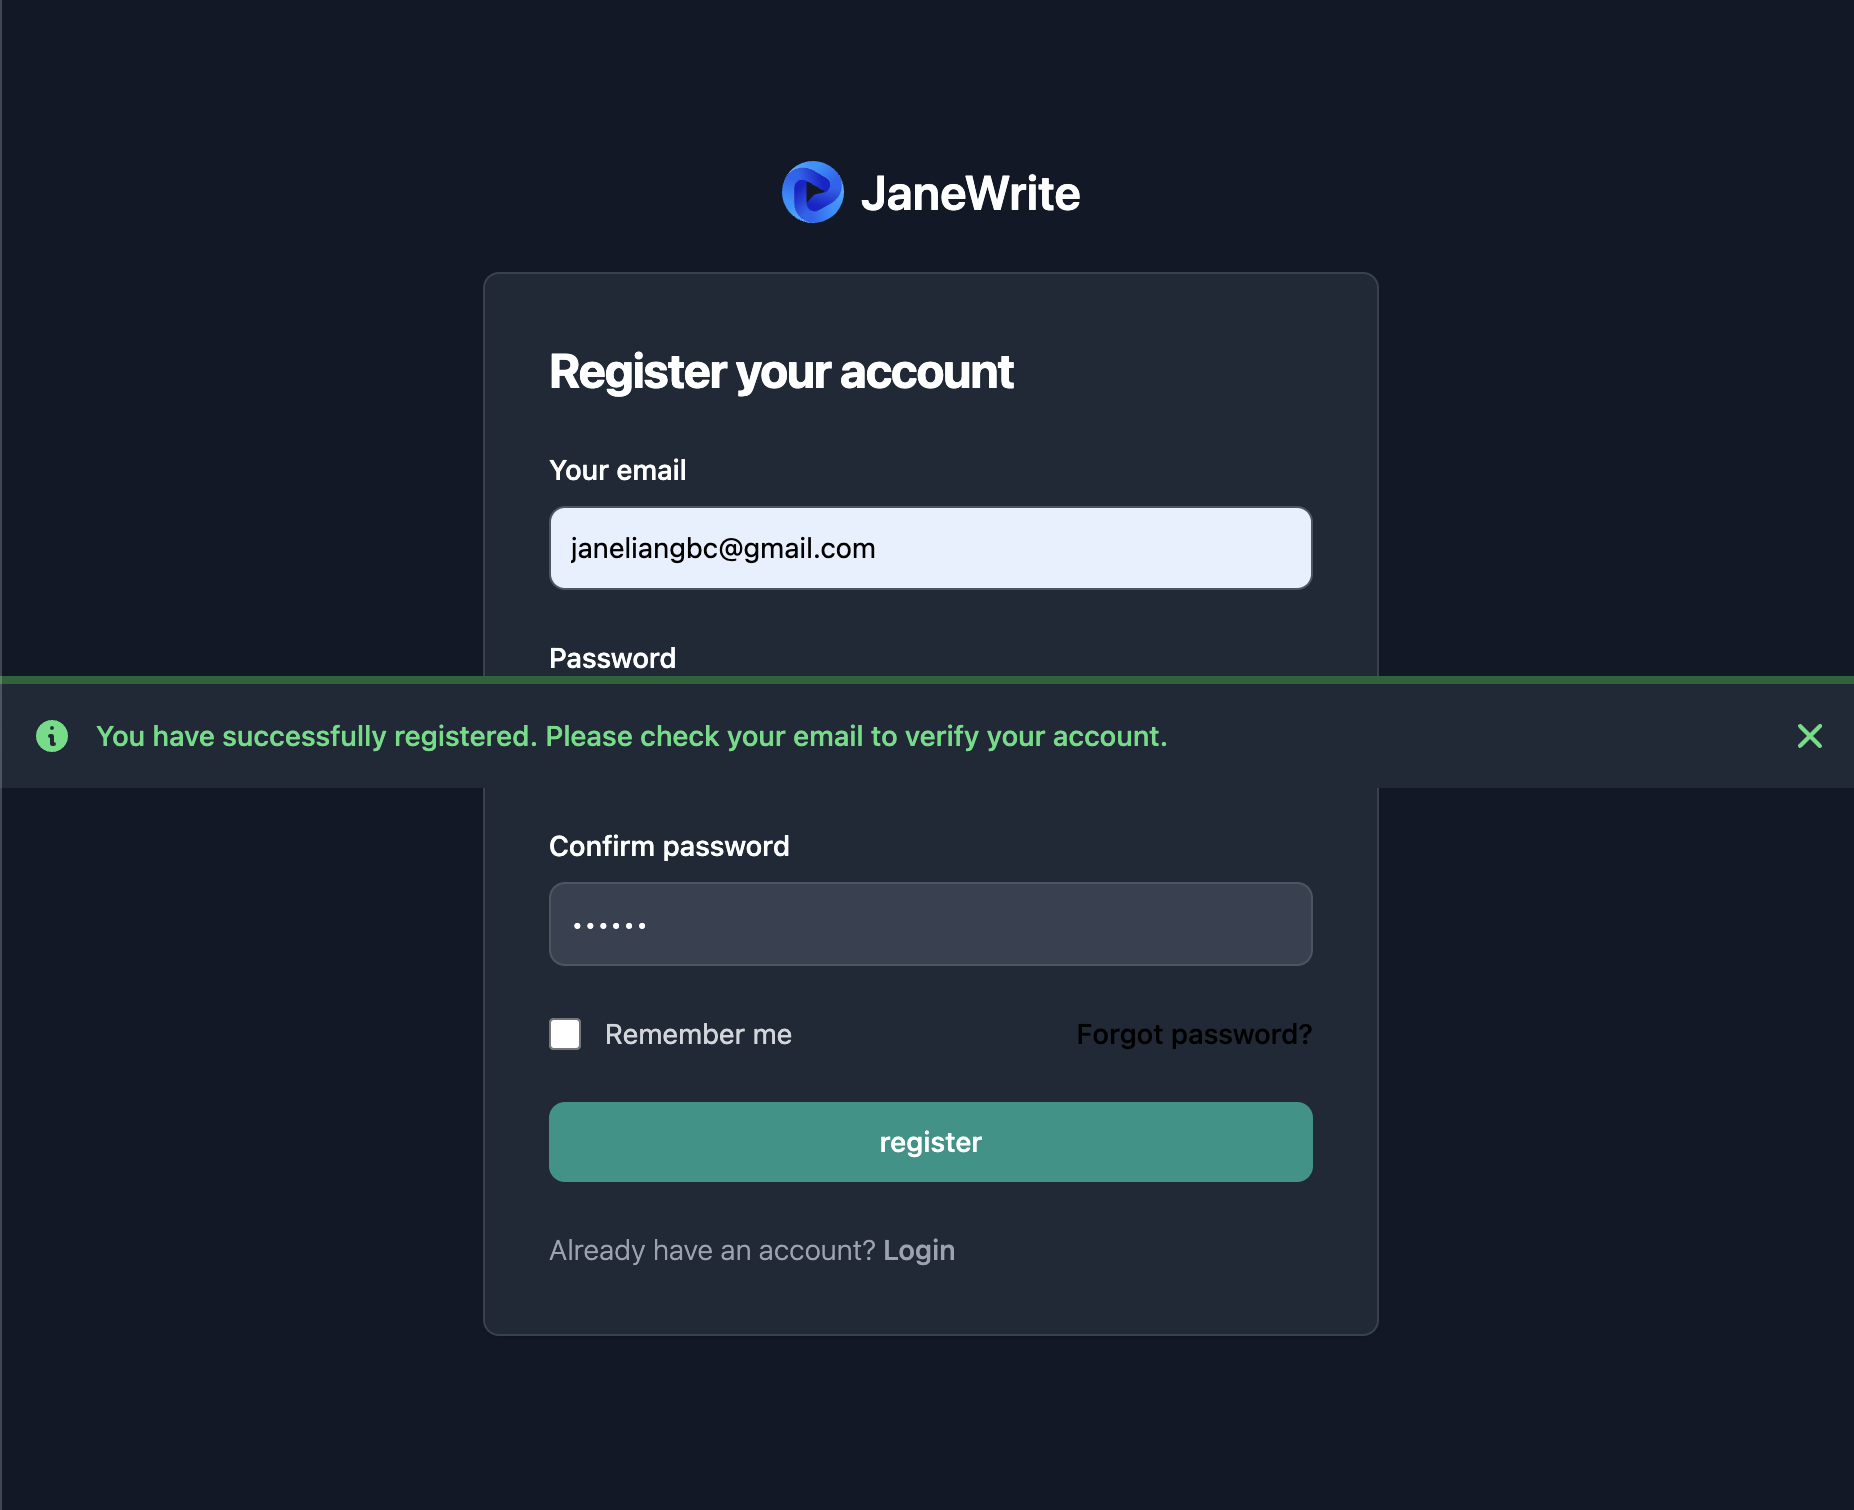 JaneWrite
Register your account
Your email
janeliangbc@gmail.com
Password
You have successfully registered. Please check your email to verify your account.
Confirm password
••••••
Remember me
Forgot password?
register
Already have an account? Login